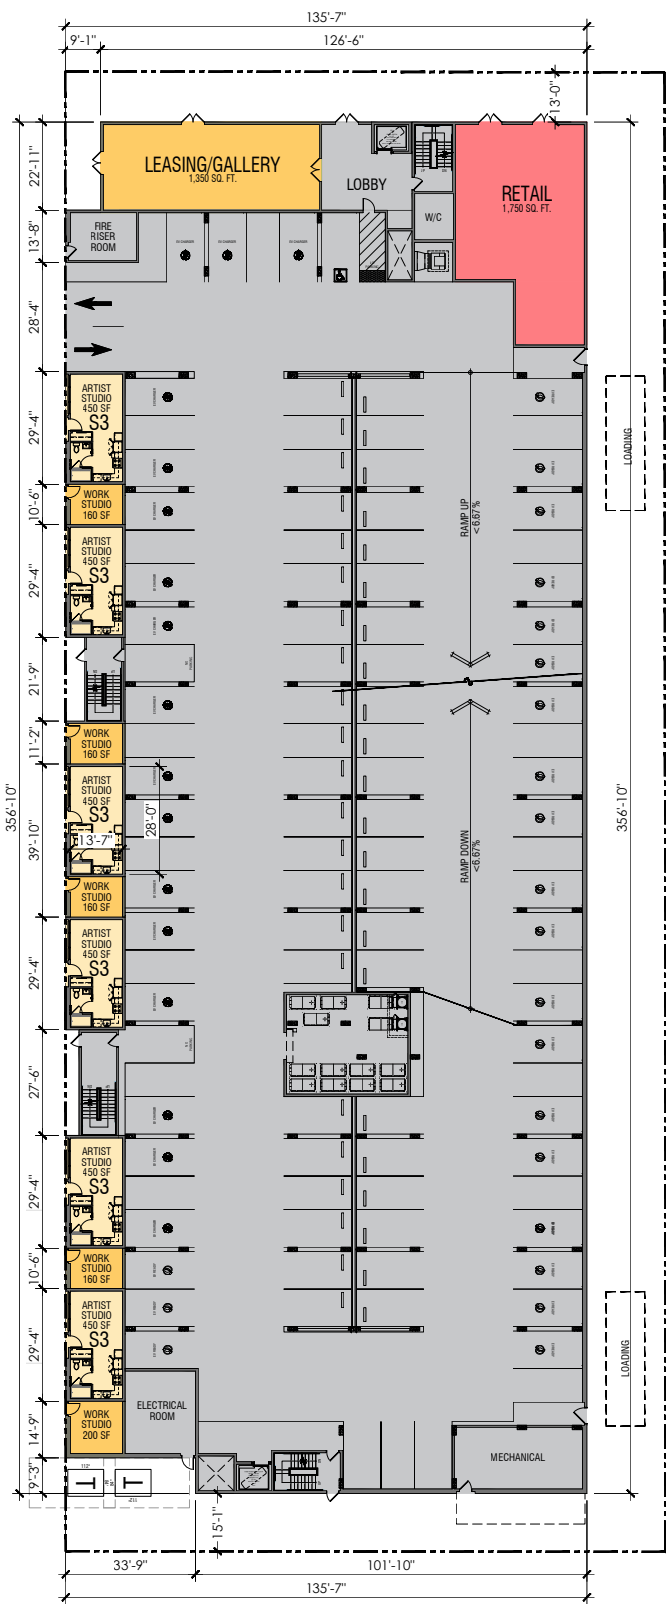 135'-7"
9'-1"
126'-6"
13'-0"
22'-11"
LEASING/GALLERY
1,350 SQ. FT.
LOBBY
RETAIL
1,750 SQ. FT.
W/C
13'-8"
FIRE
RISER
ROOM
28'-4"
29'-4"
ARTIST
STUDIO
450 SF
S3
LOADING
10'-6"
WORK
STUDIO
160 SF
RAMP UP
<6.67%
29'-4"
ARTIST
STUDIO
450 SF
S3
21'-9"
NO
PARKING
11'-2"
WORK
STUDIO
160 SF
356'-10"
356'-10"
39'-10"
ARTIST
STUDIO
450 SF
S3
13'-7"
28'-0"
RAMP DOWN
<6.67%
WORK
STUDIO
160 SF
29'-4"
ARTIST
STUDIO
450 SF
S3
27'-6"
NO
PARKING
29'-4"
ARTIST
STUDIO
450 SF
S3
10'-6"
WORK
STUDIO
160 SF
29'-4"
ARTIST
STUDIO
450 SF
S3
LOADING
14'-9"
WORK
STUDIO
200 SF
ELECTRICAL
ROOM
MECHANICAL
9'-3"
112"
T
T
112"
15'-1"
33'-9"
101'-10"
135'-7"